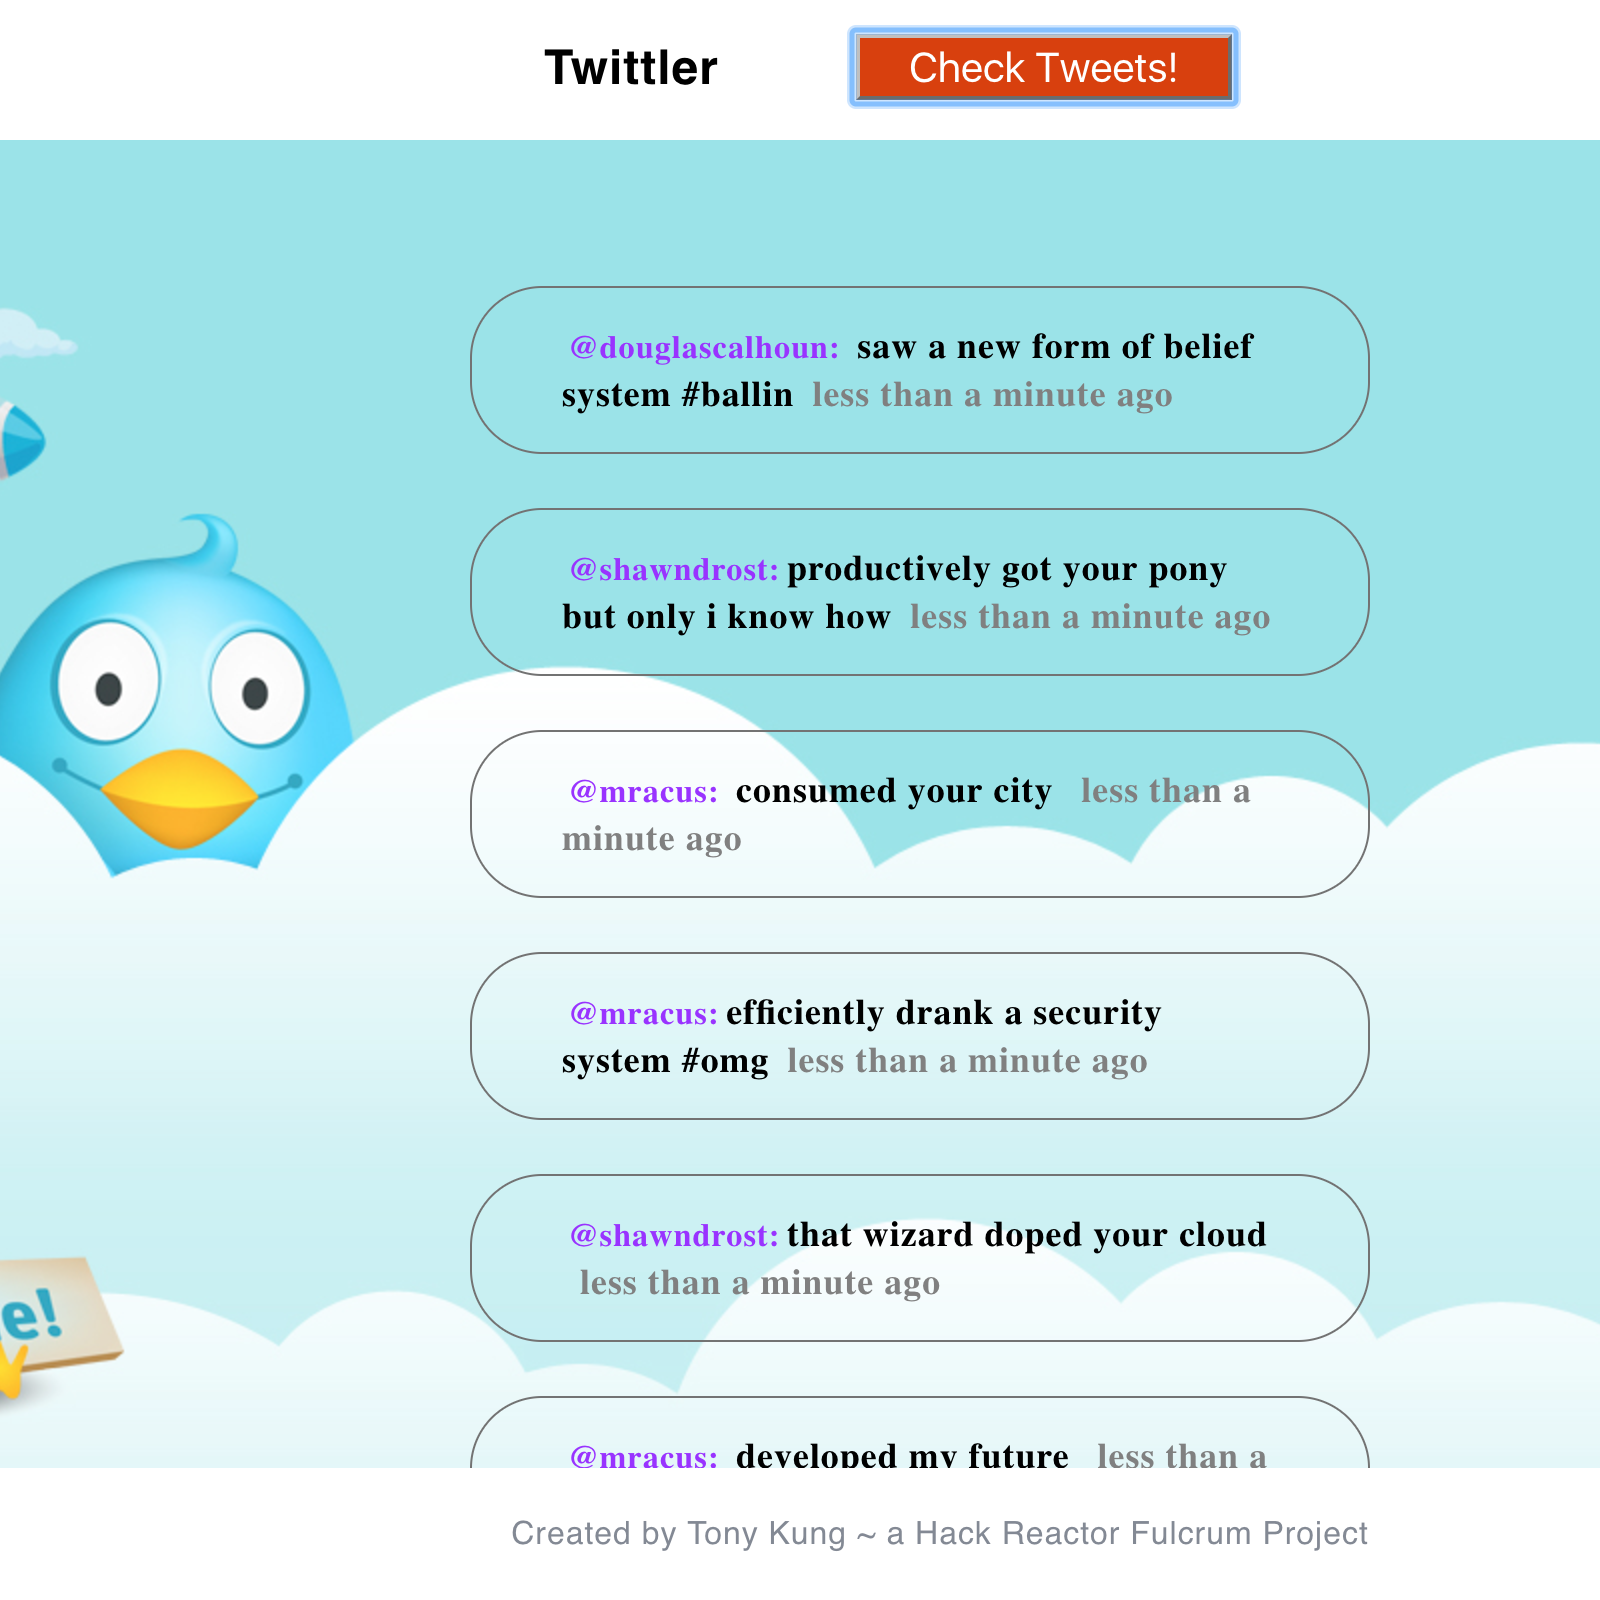 Twittler
Check Tweets!
@douglascalhoun: saw a new form of belief
system #ballin less than a minute ago
@shawndrost: productively got your pony
but only i know how less than a minute ago
@mracus: consumed your city less than a
minute ago
@mracus: efficiently drank a security
system #omg less than a minute ago
@shawndrost: that wizard doped your cloud
less than a minute ago
e!
@mracus: developed my future less than a
Created by Tony Kung ~ a Hack Reactor Fulcrum Project